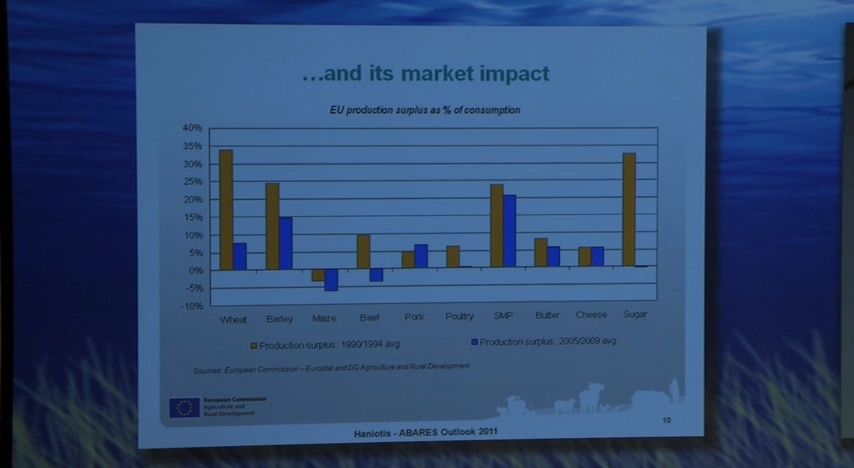 ...and its market impact
EU production surplus as % of consumption
40%
35%
30%
25%
20%
15%
10%
5%
0%
-5%
-10%
Wheat Barley Maize Beef Pork Poultry SMP Butter Cheese Sugar
Production surplus: 1990/1994 avg Production surplus: 2005/2009 avg
Sources: European Commission – Eurostat and DG Agriculture and Rural Development
European Commission
Agriculture and
Rural Development
Haniotis - ABARES Outlook 2011
10